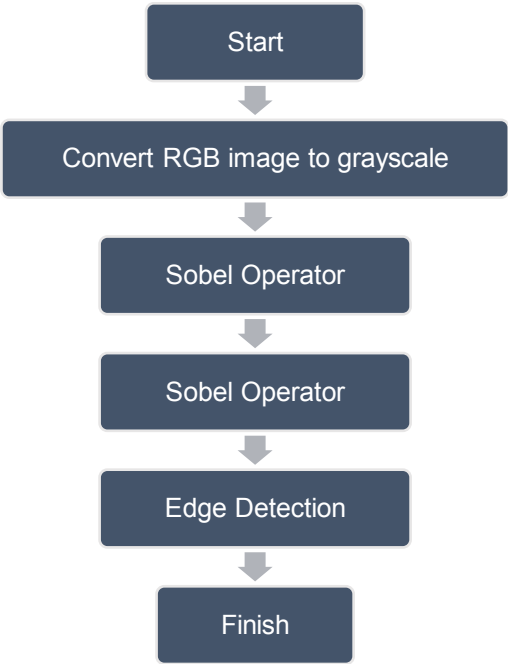 Start
Convert RGB image to grayscale
Sobel Operator
Sobel Operator
Edge Detection
Finish